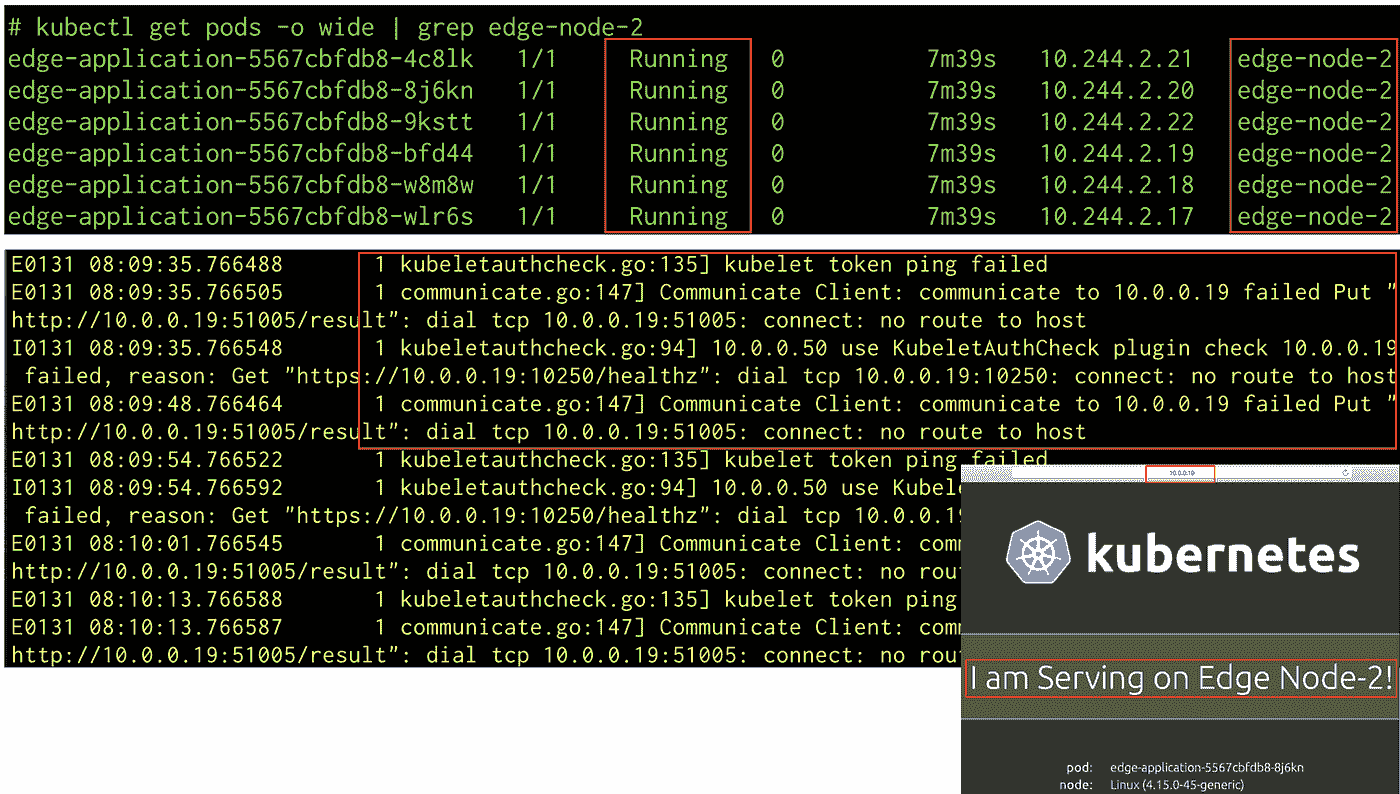 # kubectl get pods -o wide | grep edge-node-2
edge-application-5567cbfdb8-4c8lk 1/1 Running 0 7m39s 10.244.2.21 edge-node-2
edge-application-5567cbfdb8-8j6kn 1/1 Running 0 7m39s 10.244.2.20 edge-node-2
edge-application-5567cbfdb8-9kstt 1/1 Running 0 7m39s 10.244.2.22 edge-node-2
edge-application-5567cbfdb8-bfd44 1/1 Running 0 7m39s 10.244.2.19 edge-node-2
edge-application-5567cbfdb8-w8m8w 1/1 Running 0 7m39s 10.244.2.18 edge-node-2
edge-application-5567cbfdb8-wlr6s 1/1 Running 0 7m39s 10.244.2.17 edge-node-2
E0131 08:09:35.766488 1 kubeletauthcheck.go:135] kubelet token ping failed
E0131 08:09:35.766505 1 communicate.go:147] Communicate Client: communicate to 10.0.0.19 failed Put "
http://10.0.0.19:51005/result": dial tcp 10.0.0.19:51005: connect: no route to host
I0131 08:09:35.766548 1 kubeletauthcheck.go:94] 10.0.0.50 use KubeletAuthCheck plugin check 10.0.0.19
failed, reason: Get "https://10.0.0.19:10250/healthz": dial tcp 10.0.0.19:10250: connect: no route to host
E0131 08:09:48.766464 1 communicate.go:147] Communicate Client: communicate to 10.0.0.19 failed Put "
http://10.0.0.19:51005/result": dial tcp 10.0.0.19:51005: connect: no route to host
E0131 08:09:54.766522 1 kubeletauthcheck.go:135] kubelet token ping failed
I0131 08:09:54.766592 1 kubeletauthcheck.go:94] 10.0.0.50 use Kubel
failed, reason: Get "https://10.0.0.19:10250/healthz": dial tcp 10.0.0.19
E0131 08:10:01.766545 1 communicate.go:147] Communicate Client: com
http://10.0.0.19:51005/result": dial tcp 10.0.0.19:51005: connect: no rou
E0131 08:10:13.766588 1 kubeletauthcheck.go:135] kubelet token ping
E0131 08:10:13.766587 1 communicate.go:147] Communicate Client: com
http://10.0.0.19:51005/result": dial tcp 10.0.0.19:51005: connect: no rou
10.0.0.19
kubernetes
I am Serving on Edge Node-2!
pod: edge-application-5567cbfdb8-8j6kn
node: Linux (4.15.0-45-generic)